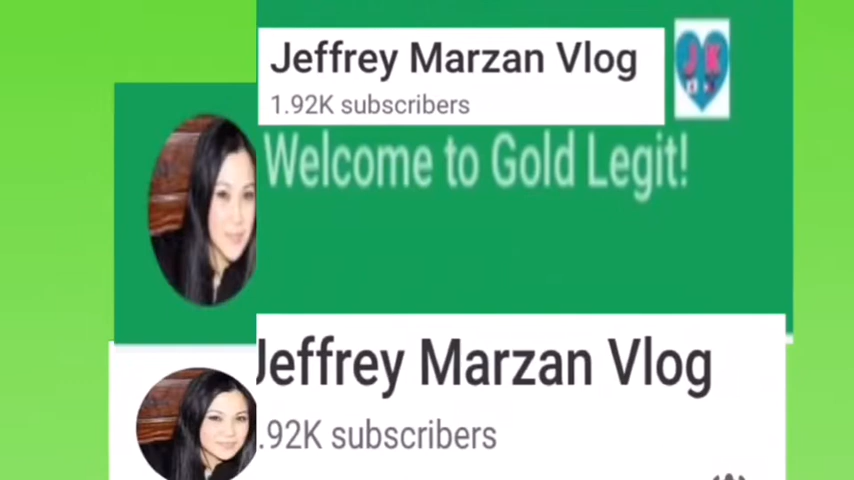 Jeffrey Marzan Vlog
1.92K subscribers
J K
Welcome to Gold Legit!
Jeffrey Marzan Vlog
.92K subscribers